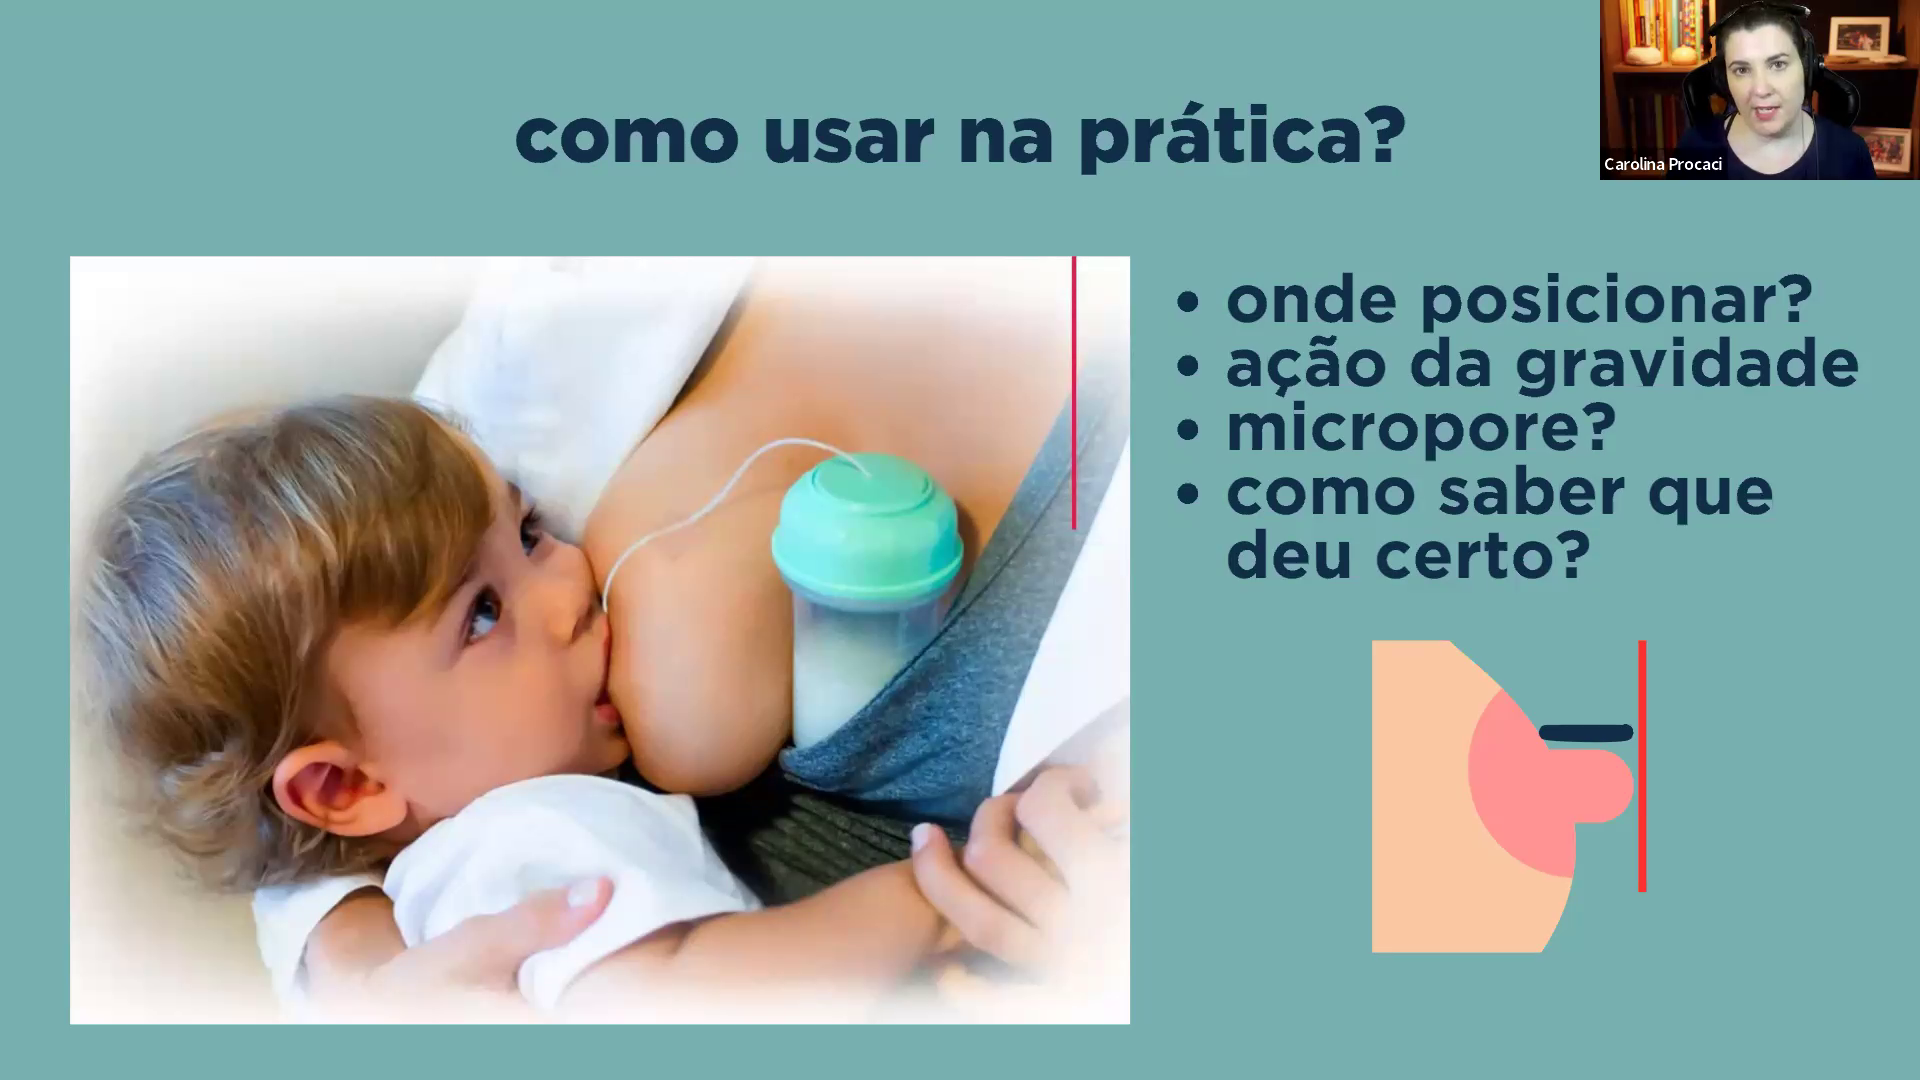 como usar na prática?
Carolina Procaci
• onde posicionar?
• ação da gravidade
• micropore?
• como saber que
deu certo?